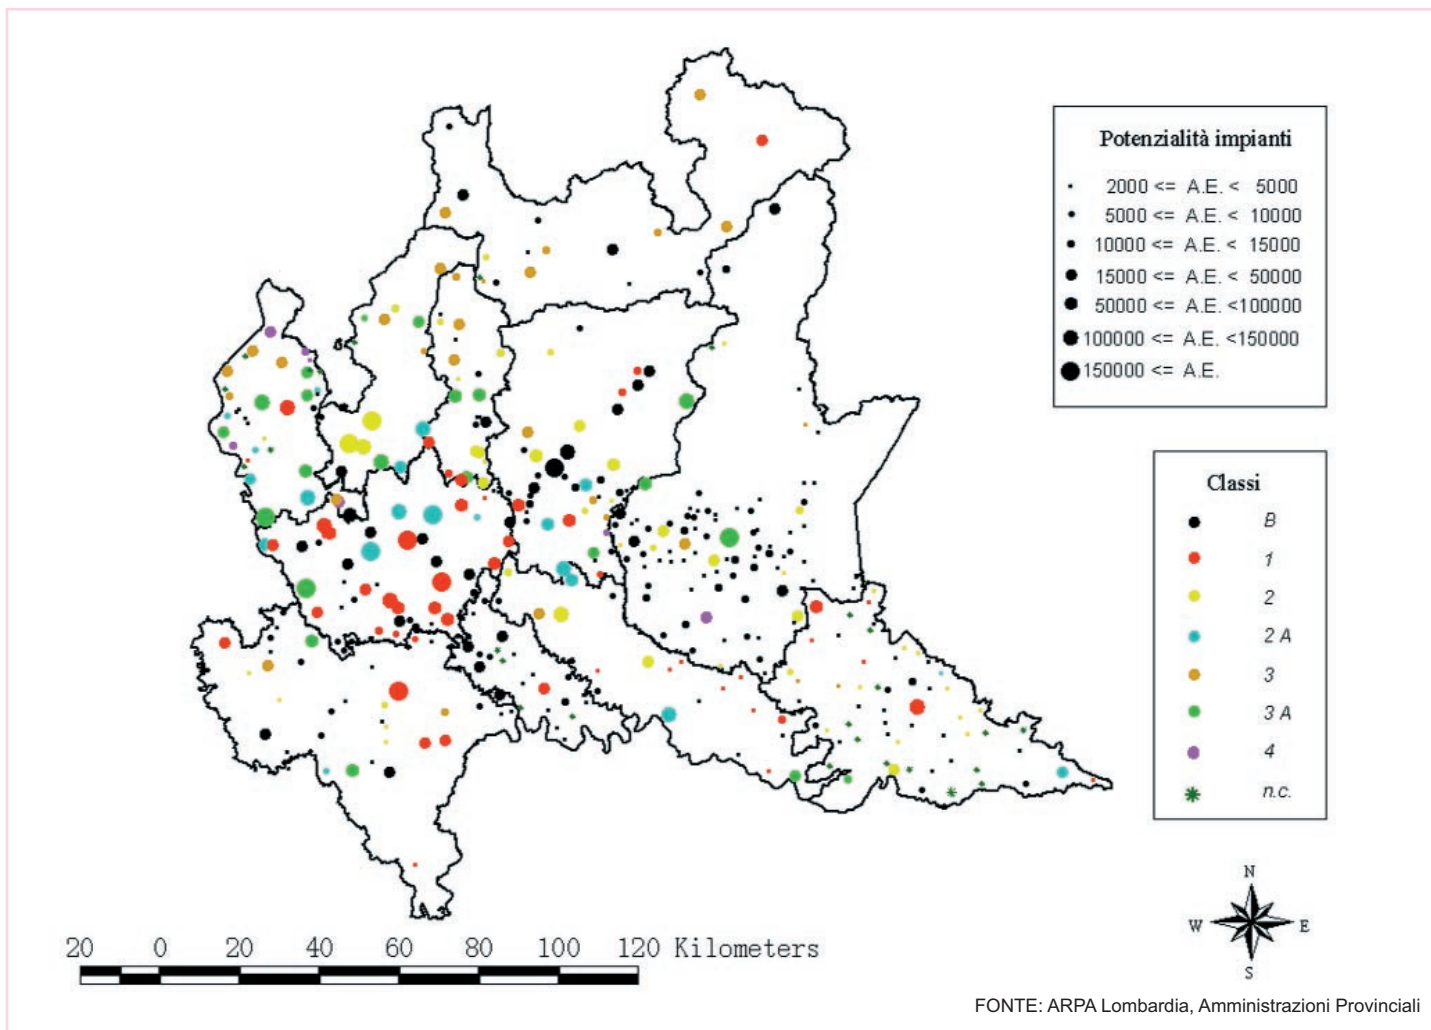 Potenzialità impianti
2000 <= A.E. < 5000
5000 <= A.E. < 10000
10000 <= A.E. < 15000
15000 <= A.E. < 50000
50000 <= A.E. <100000
100000 <= A.E. <150000
150000 <= A.E.
Classi
B
1
2
2 A
3
3 A
4
n.c.
N
W E
S
20 0 20 40 60 80 100 120 Kilometers
FONTE: ARPA Lombardia, Amministrazioni Provinciali